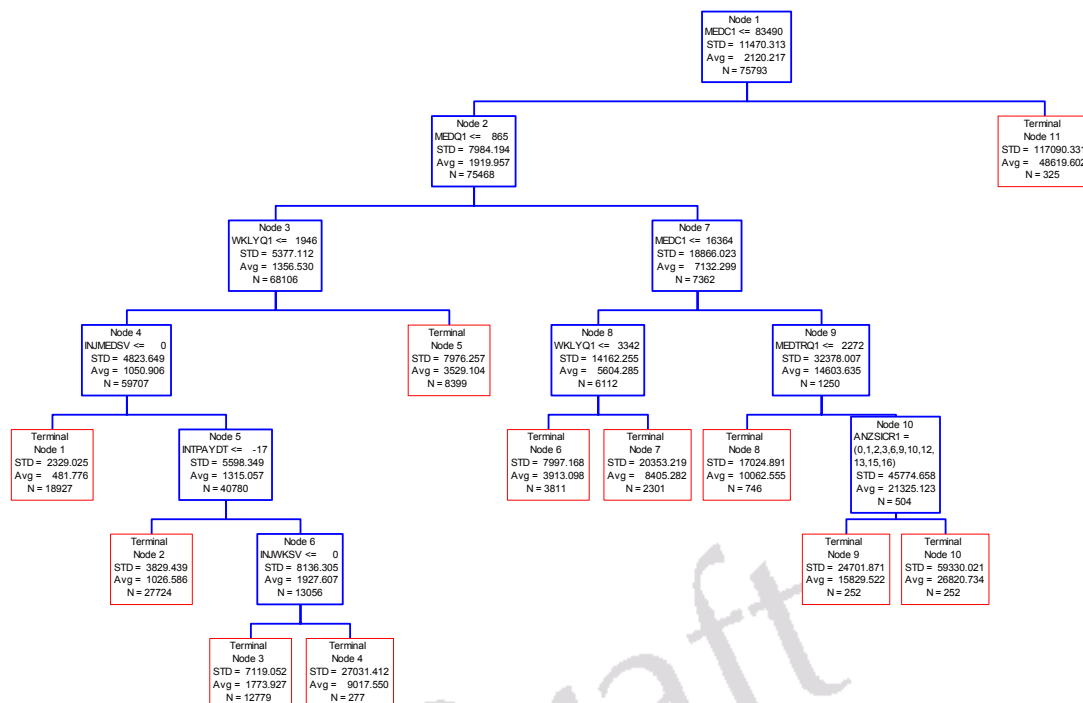 Node 1
MEDC1 <= 83490
STD = 11470.313
Avg = 2120.217
N = 75793
Node 2
MEDQ1 <= 865
STD = 7984.194
Avg = 1919.957
N = 75468
Terminal
Node 11
STD = 117090.331
Avg = 48619.602
N = 325
Node 3
WKLYQ1 <= 1946
STD = 5377.112
Avg = 1356.530
N = 68106
Node 7
MEDC1 <= 16364
STD = 18866.023
Avg = 7132.299
N = 7362
Node 4
INJMEDSV <= 0
STD = 4823.649
Avg = 1050.906
N = 59707
Terminal
Node 5
STD = 7976.257
Avg = 3529.104
N = 8399
Node 8
WKLYQ1 <= 3342
STD = 14162.255
Avg = 5604.285
N = 6112
Node 9
MEDTRQ1 <= 2272
STD = 32378.007
Avg = 14603.635
N = 1250
Terminal
Node 1
STD = 2329.025
Avg = 481.776
N = 18927
Node 5
INTPAYDT <= -17
STD = 5598.349
Avg = 1315.057
N = 40780
Terminal
Node 6
STD = 7997.168
Avg = 3913.098
N = 3811
Terminal
Node 7
STD = 20353.219
Avg = 8405.282
N = 2301
Terminal
Node 8
STD = 17024.891
Avg = 10062.555
N = 746
Node 10
ANZSICR1 =
(0,1,2,3,6,9,10,12,
13,15,16)
STD = 45774.658
Avg = 21325.123
N = 504
Terminal
Node 2
STD = 3829.439
Avg = 1026.586
N = 27724
Node 6
INJWKSV <= 0
STD = 8136.305
Avg = 1927.607
N = 13056
Terminal
Node 9
STD = 24701.871
Avg = 15829.522
N = 252
Terminal
Node 10
STD = 59330.021
Avg = 26820.734
N = 252
Terminal
Node 3
STD = 7119.052
Avg = 1773.927
N = 12779
Terminal
Node 4
STD = 27031.412
Avg = 9017.550
N = 277